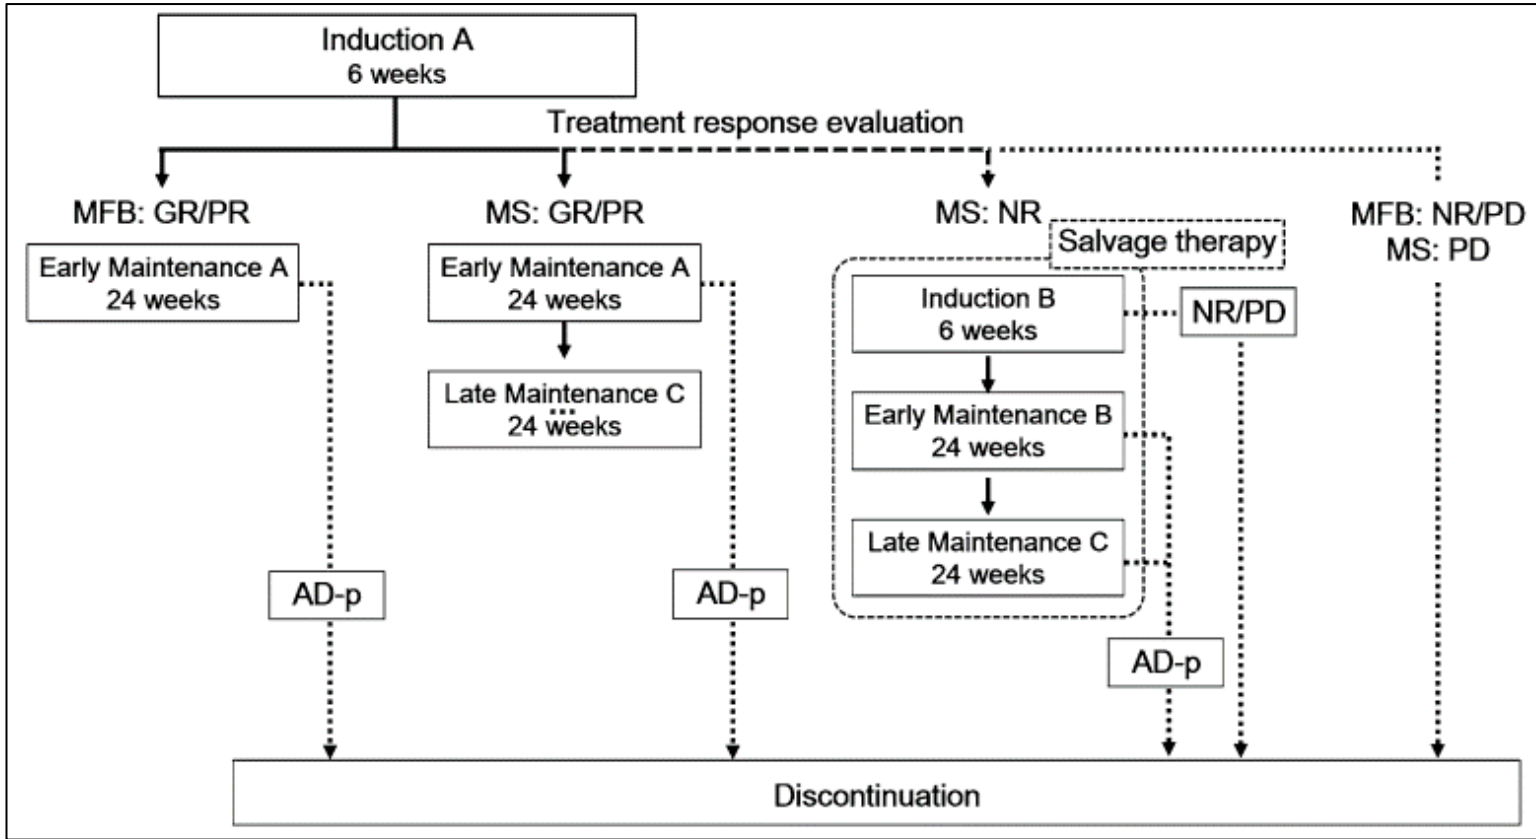 Induction A
6 weeks
Treatment response evaluation
MFB: GR/PR
Early Maintenance A
24 weeks
MS: GR/PR
Early Maintenance A
24 weeks
Late Maintenance C
24 weeks
MS: NR
Salvage therapy
Induction B
6 weeks
NR/PD
Early Maintenance B
24 weeks
Late Maintenance C
24 weeks
MFB: NR/PD
MS: PD
AD-p
AD-p
AD-p
Discontinuation